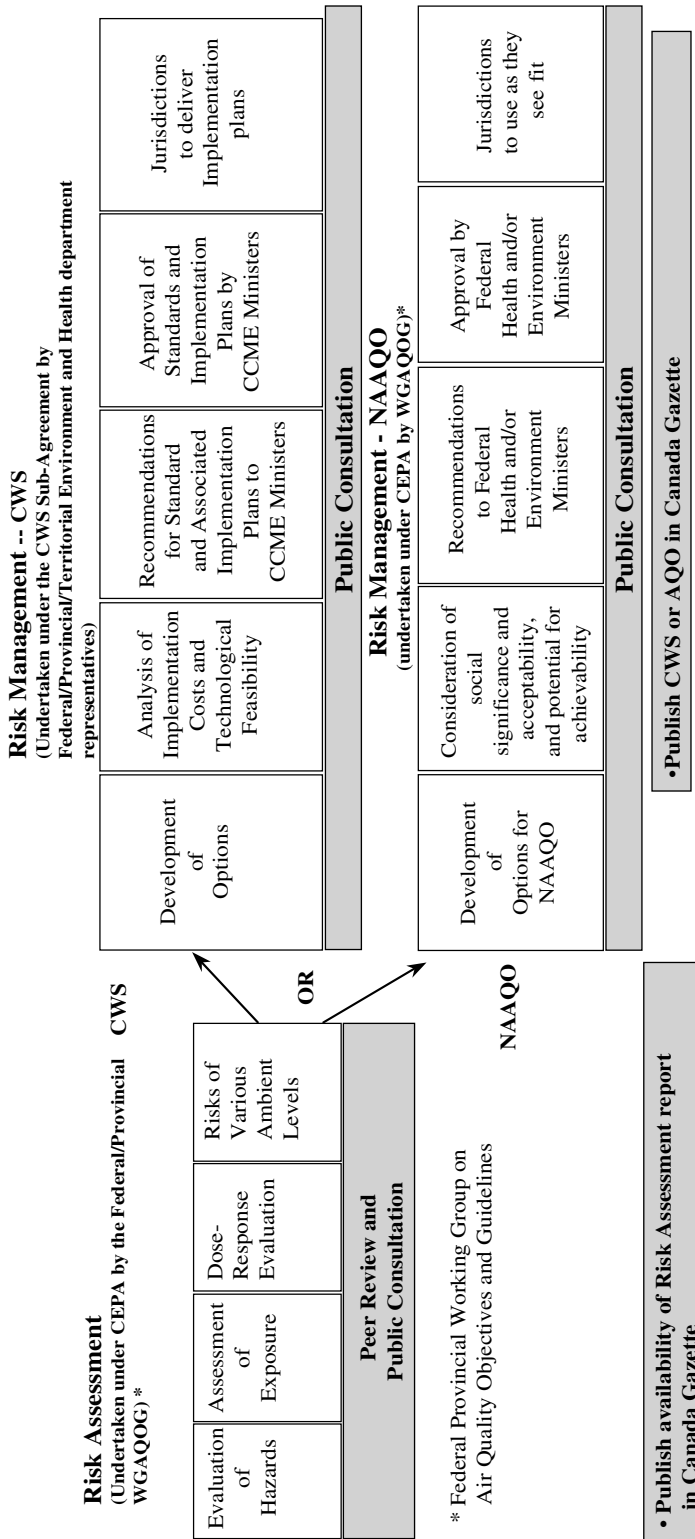 Risk Assessment
(Undertaken under CEPA by the Federal/Provincial
WGAQOG) *
CWS
Evaluation
of
Hazards
Assessment
of
Exposure
Dose-
Response
Evaluation
Risks of
Various
Ambient
Levels
Peer Review and
Public Consultation
OR
NAAQO
* Federal Provincial Working Group on
Air Quality Objectives and Guidelines
• Publish availability of Risk Assessment report
in Canada Gazette
Risk Management -- CWS
(Undertaken under the CWS Sub-Agreement by
Federal/Provincial/Territorial Environment and Health department
representatives)
Development
of
Options
Analysis of
Implementation
Costs and
Technological
Feasibility
Recommendations
for Standard
and Associated
Implementation
Plans to
CCME Ministers
Approval of
Standards and
Implementation
Plans by
CCME Ministers
Jurisdictions
to deliver
Implementation
plans
Public Consultation
Risk Management - NAAQO
(undertaken under CEPA by WGAQOG)*
Development
of
Options for
NAAQO
Consideration of
social
significance and
acceptability,
and potential for
achievability
Recommendations
to Federal
Health and/or
Environment
Ministers
Approval by
Federal
Health and/or
Environment
Ministers
Jurisdictions
to use as they
see fit
Public Consultation
•Publish CWS or AQO in Canada Gazette